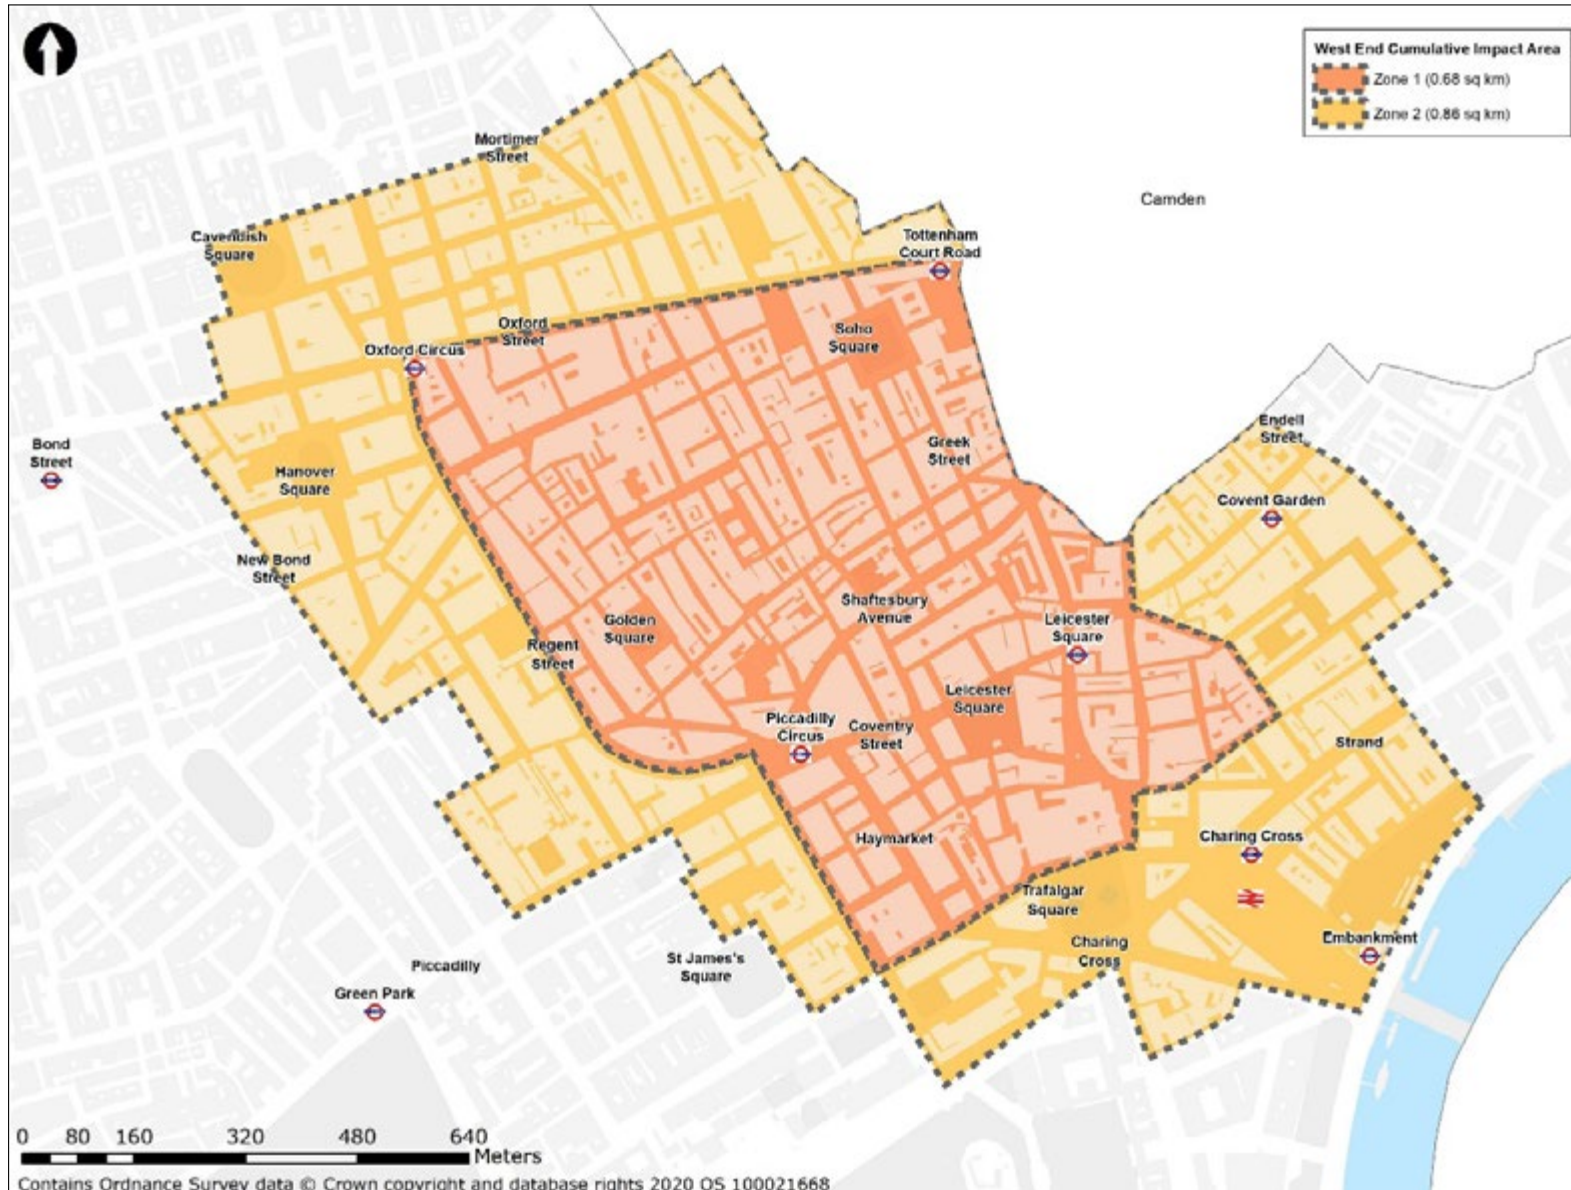 West End Cumulative Impact Area
Zone 1 (0.68 sq km)
Zone 2 (0.86 sq km)
Mortimer
Street
Camden
Cavendish
Square
Tottenham
Court Road
Oxford
Street
Soho
Square
Oxford Circus
Endell
Street
Bond
Street
Greek
Street
Hanover
Square
Covent Garden
New Bond
Street
Shaftesbury
Avenue
Golden
Square
Leicester
Square
Regent
Street
Leicester
Square
Piccadilly
Circus
Coventry
Street
Strand
Haymarket
Charing Cross
Trafalgar
Square
Embankment
Charing
Cross
St James's
Square
Piccadilly
Green Park
0 80 160 320 480 640
Meters
Contains Ordnance Survey data © Crown copyright and database rights 2020 OS 100021668